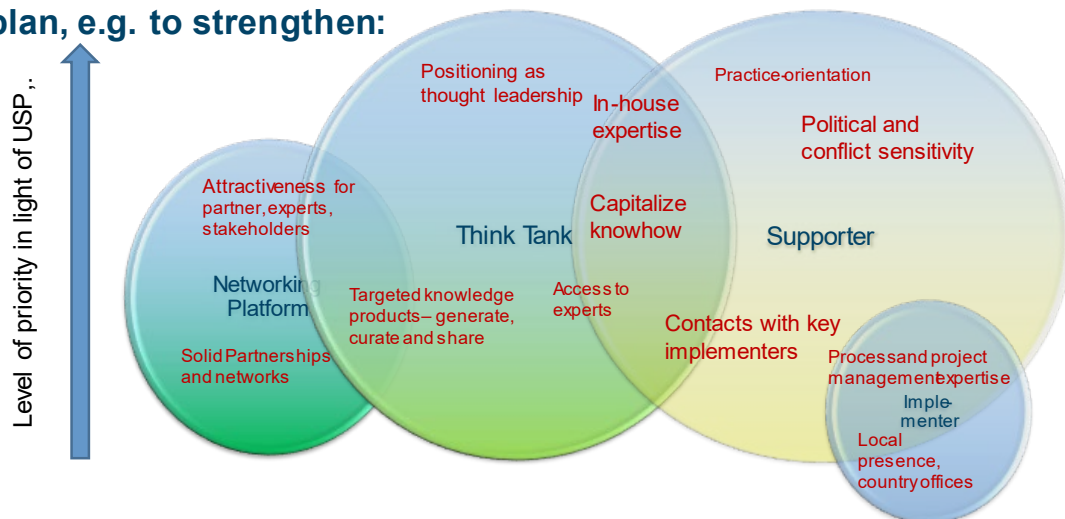 plan, e.g. to strengthen:
Level of priority in light of USP,.
Positioning as
thought leadership
In-house
expertise
Practice-orientation
Political and
conflict sensitivity
Attractiveness for
partner, experts,
stakeholders
Capitalize
knowhow
Think Tank
Supporter
Networking
Platform
Targeted knowledge
products– generate,
curate and share
Access to
experts
Contacts with key
implementers
Solid Partnerships
and networks
Process and project
management expertise
Imple-
menter
Local
presence,
country offices